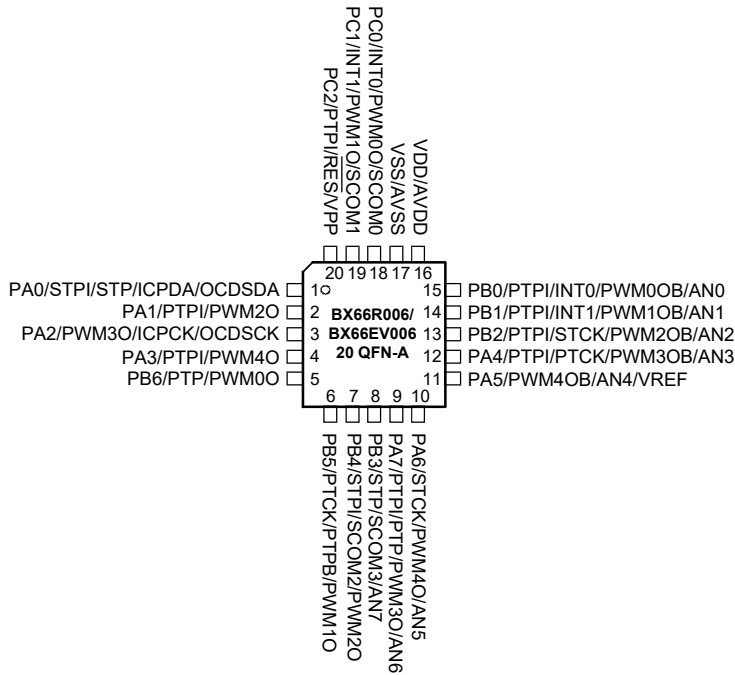 PC2/PTPI/RES/VPP
PC1/INT1/PWM1O/SCOM1
PC0/INT0/PWM0O/SCOM0
VSS/AVSS
VDD/AVDD
20 19 18 17 16
PA0/STPI/STP/ICPDA/OCDSDA 1
PA1/PTPI/PWM2O 2
PA2/PWM3O/ICPCK/OCDSCK 3
PA3/PTPI/PWM4O 4
PB6/PTP/PWM0O 5
BX66R006/
BX66EV006
20 QFN-A
15 PB0/PTPI/INT0/PWM0OB/AN0
14 PB1/PTPI/INT1/PWM1OB/AN1
13 PB2/PTPI/STCK/PWM2OB/AN2
12 PA4/PTPI/PTCK/PWM3OB/AN3
11 PA5/PWM4OB/AN4/VREF
6 7 8 9 10
PB5/PTCK/PTPB/PWM1O
PB4/STPI/SCOM2/PWM2O
PB3/STP/SCOM3/AN7
PA7/PTPI/PTP/PWM3O/AN6
PA6/STCK/PWM4O/AN5